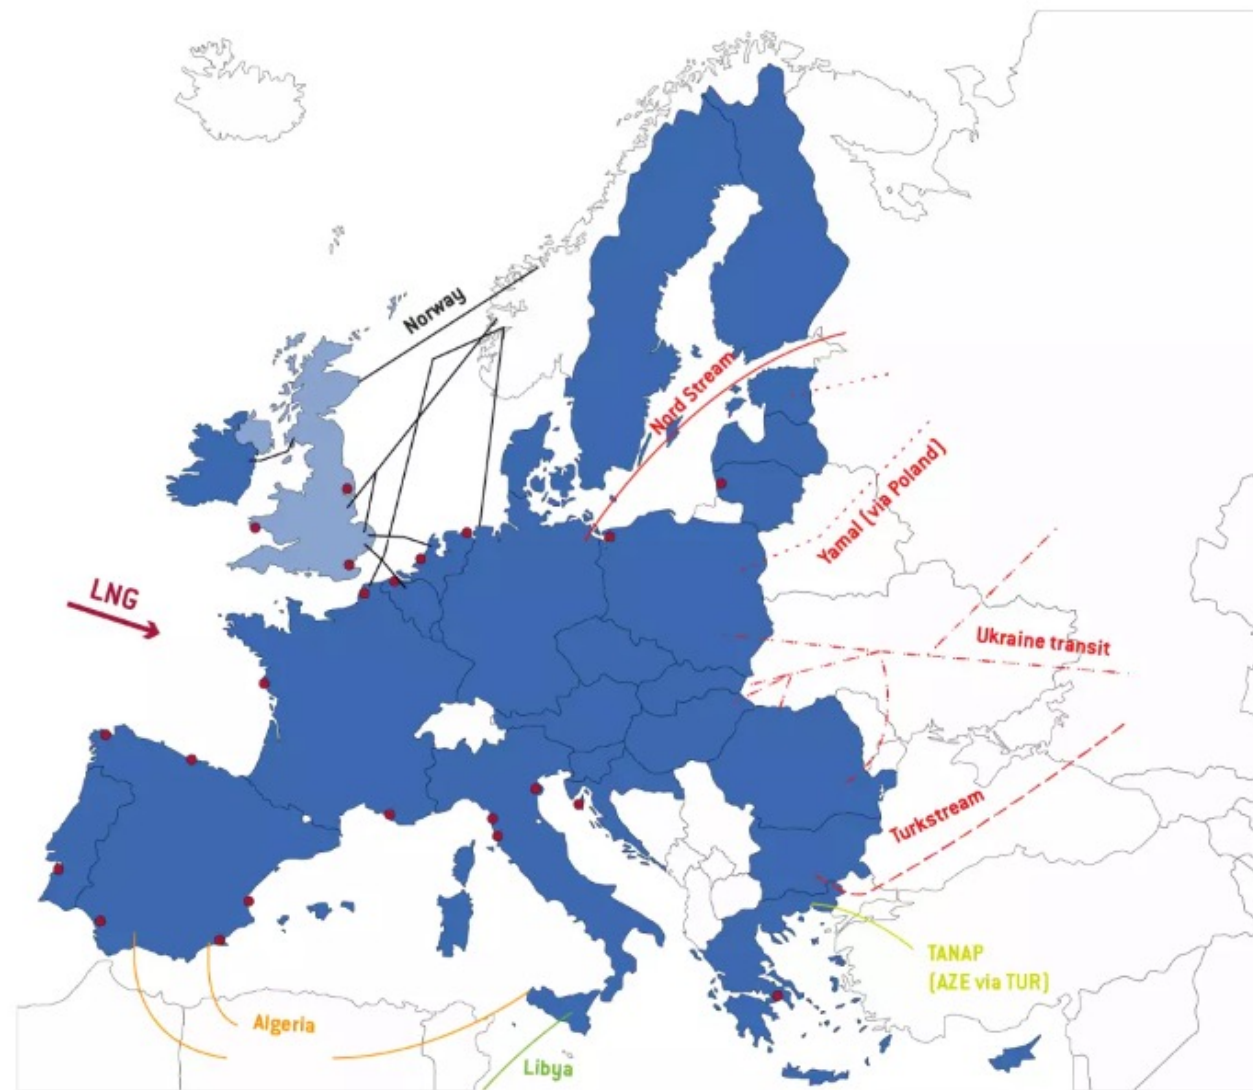 Norway
Nord Stream
Yamal (via Poland)
LNG
Ukraine transit
Turkstream
TANAP
(AZE via TUR)
Algeria
Libya